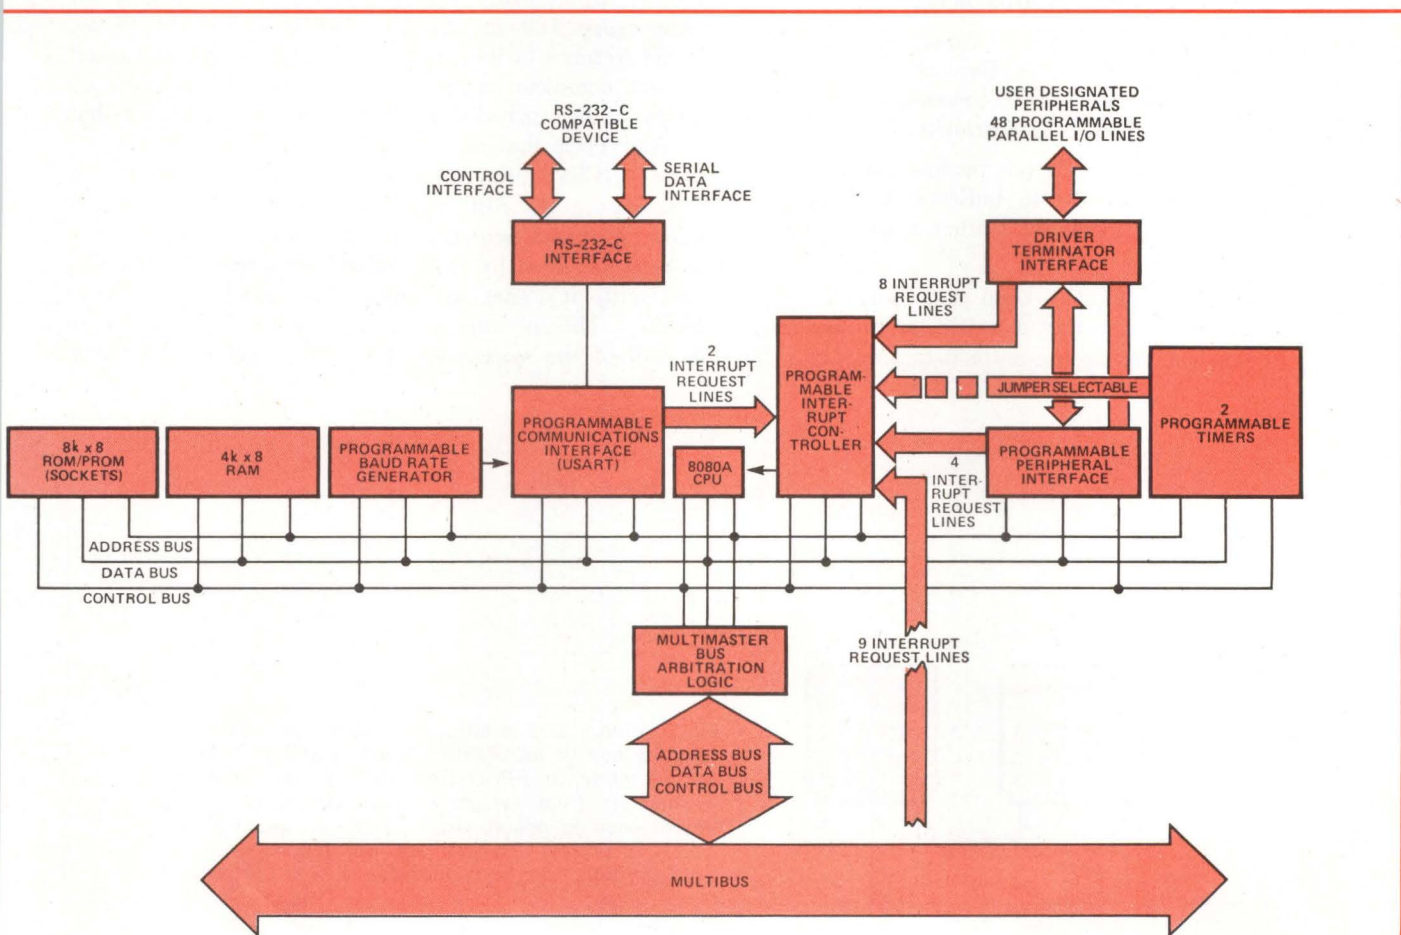 RS-232-C
COMPATIBLE
DEVICE
USER DESIGNATED
PERIPHERALS
48 PROGRAMMABLE
PARALLEL I/O LINES
CONTROL
INTERFACE
SERIAL
DATA
INTERFACE
RS-232-C
INTERFACE
DRIVER
TERMINATOR
INTERFACE
8 INTERRUPT
REQUEST
LINES
2
INTERRUPT
REQUEST
LINES
PROGRAM-
MABLE
INTER-
RUPT
CON-
TROLLER
JUMPER SELECTABLE
2
PROGRAMMABLE
TIMERS
8k x 8
ROM/PROM
(SOCKETS)
4k x 8
RAM
PROGRAMMABLE
BAUD RATE
GENERATOR
PROGRAMMABLE
COMMUNICATIONS
INTERFACE
(USART)
8080A
CPU
PROGRAMMABLE
PERIPHERAL
INTERFACE
4
INTER-
RUPT
REQUEST
LINES
ADDRESS BUS
DATA BUS
CONTROL BUS
MULTIMASTER
BUS
ARBITRATION
LOGIC
9 INTERRUPT
REQUEST LINES
ADDRESS BUS
DATA BUS
CONTROL BUS
MULTIBUS